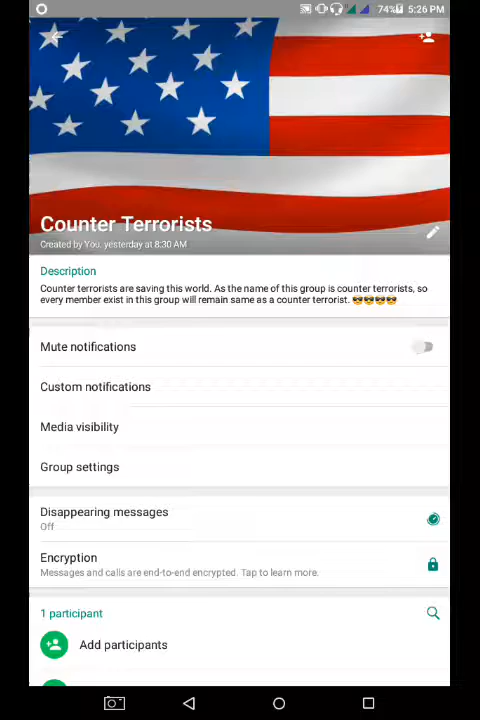 74% 5:26 PM
Counter Terrorists
Created by You, yesterday at 8:30 AM
Description
Counter terrorists are saving this world. As the name of this group is counter terrorists, so
every member exist in this group will remain same as a counter terrorist. 😎😎😎😎
Mute notifications
Custom notifications
Media visibility
Group settings
Disappearing messages
Off
Encryption
Messages and calls are end-to-end encrypted. Tap to learn more.
1 participant
Add participants